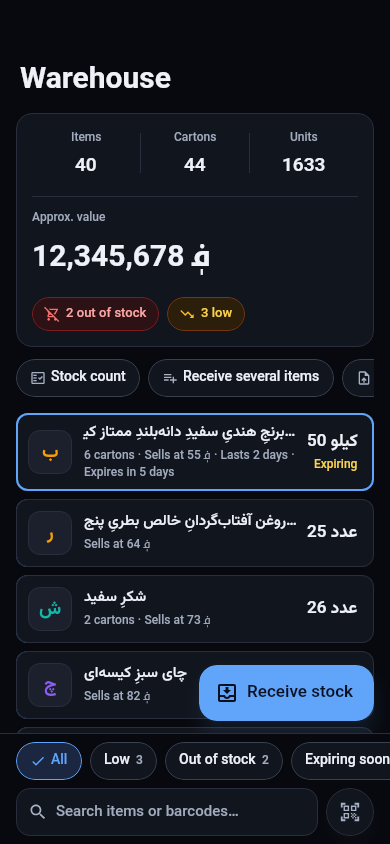 Warehouse
Items
Cartons
Units
40
44
1633
Approx. value
12,345,678 ؋
2 out of stock
3 low
Stock count
Receive several items
ب
برنجِ هندیِ سفیدِ دانه‌بلندِ ممتاز کی…
6 cartons · Sells at 55 ؋ · Lasts 2 days ·
Expires in 5 days
50 کیلو
Expiring
ر
روغنِ آفتاب‌گردانِ خالص بطریِ پنج…
Sells at 64 ؋
25 عدد
ش
شکرِ سفید
2 cartons · Sells at 73 ؋
26 عدد
چ
چای سبزِ کیسه‌ای
Sells at 82 ؋
Receive stock
All
Low 3
Out of stock 2
Expiring soon
Search items or barcodes…